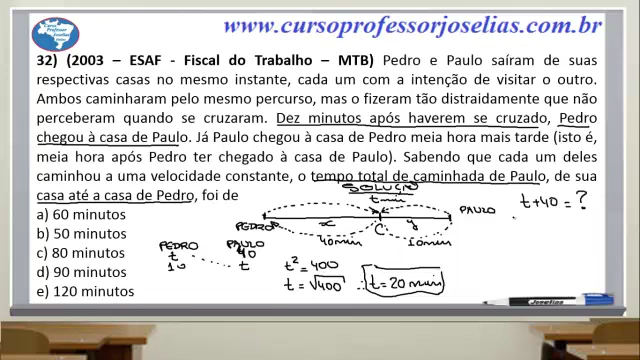 Curso
Professor
Joselias
Brasil
www.cursoprofessorjoselias.com.br
32) (2003 – ESAF - Fiscal do Trabalho – MTB) Pedro e Paulo saíram de suas
respectivas casas no mesmo instante, cada um com a intenção de visitar o outro.
Ambos caminharam pelo mesmo percurso, mas o fizeram tão distraidamente que não
perceberam quando se cruzaram. Dez minutos após haverem se cruzado, Pedro
chegou à casa de Paulo. Já Paulo chegou à casa de Pedro meia hora mais tarde (isto é,
meia hora após Pedro ter chegado à casa de Paulo). Sabendo que cada um deles
caminhou a uma velocidade constante, o tempo total de caminhada de Paulo, de sua
casa até a casa de Pedro, foi de
SOLUÇÃO
t min
t+40 = ?
a) 60 minutos
b) 50 minutos
c) 80 minutos
d) 90 minutos
e) 120 minutos
PEDRO x C y PAULO
40min 10min
PEDRO PAULO
t 40
10 t
t² = 400
t = √400 ∴ t = 20 min
Joselias